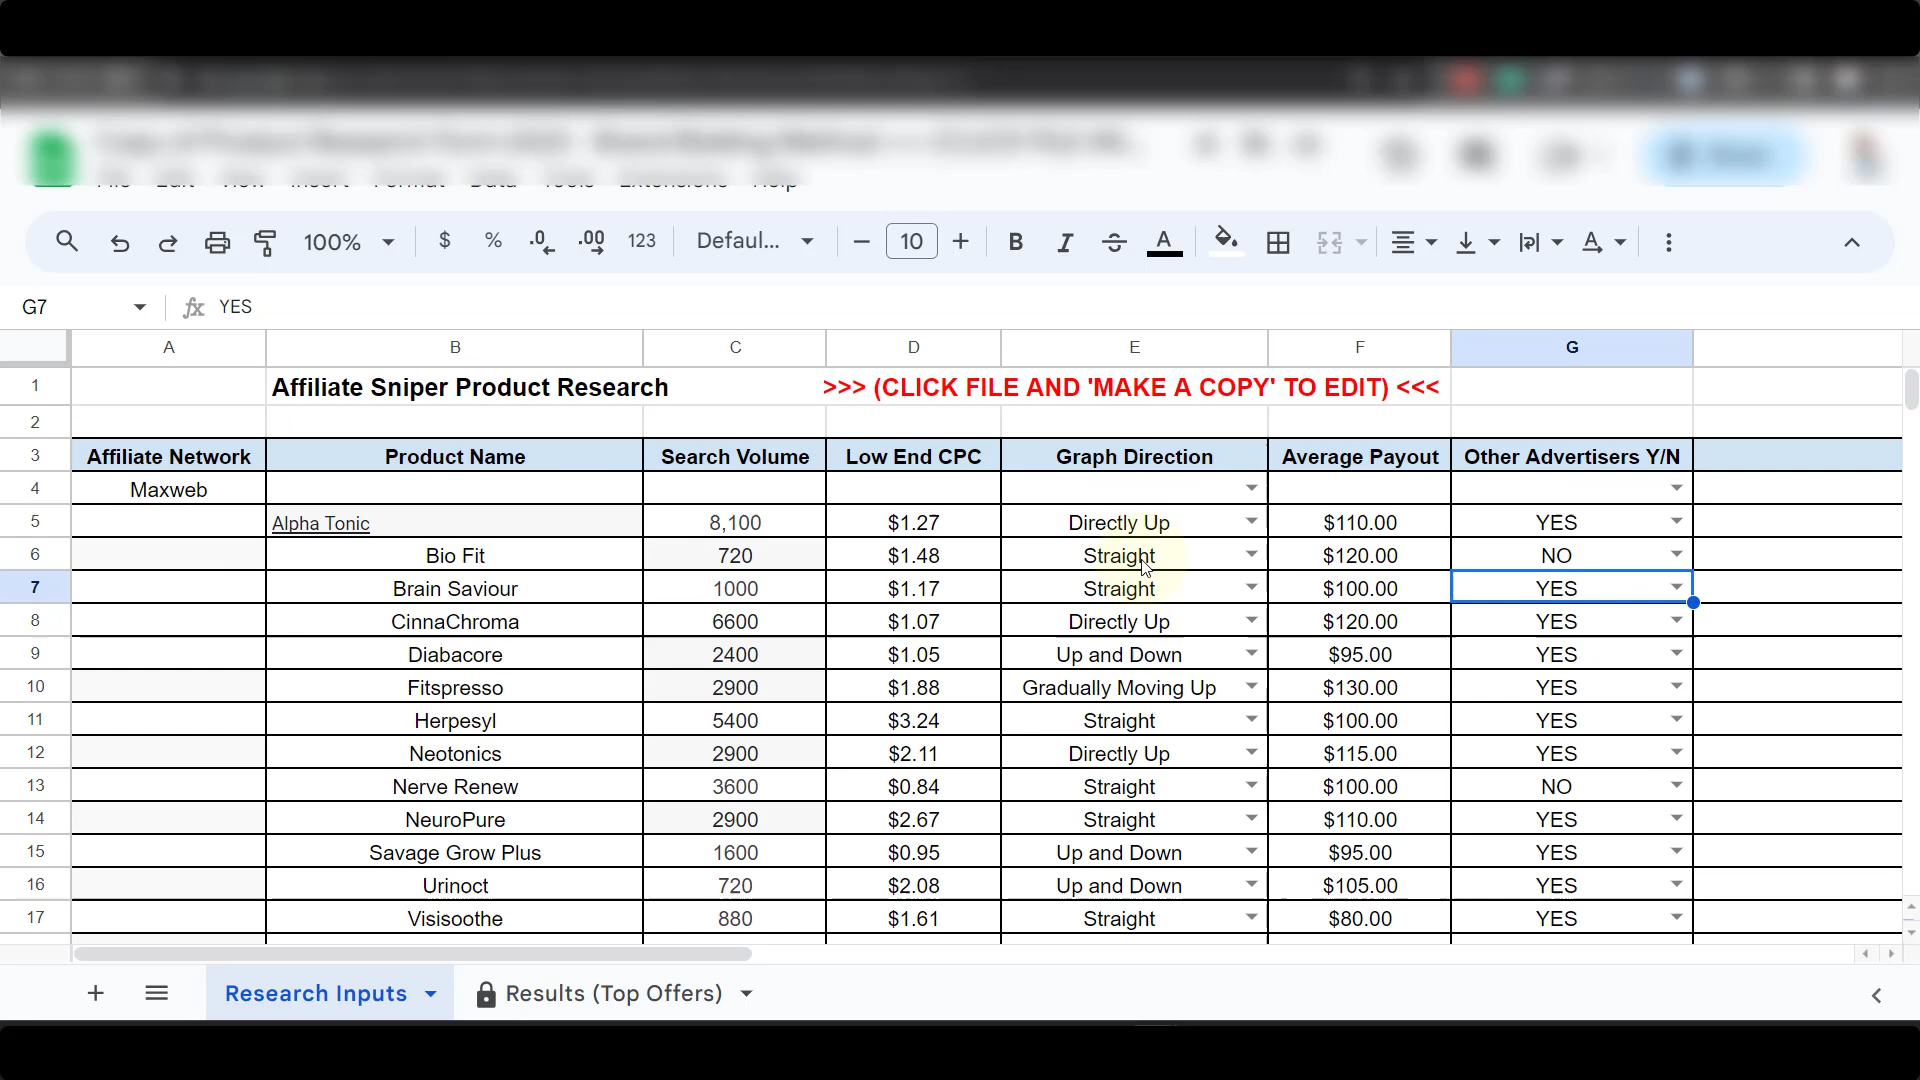 100% $ % .0 .00 123 Defaul... 10 B I A
G7 fx YES
A B C D E F G
1 Affiliate Sniper Product Research >>> (CLICK FILE AND 'MAKE A COPY' TO EDIT) <<<
2
3 Affiliate Network Product Name Search Volume Low End CPC Graph Direction Average Payout Other Advertisers Y/N
4 Maxweb
5 Alpha Tonic 8,100 $1.27 Directly Up $110.00 YES
6 Bio Fit 720 $1.48 Straight $120.00 NO
7 Brain Saviour 1000 $1.17 Straight $100.00 YES
8 CinnaChroma 6600 $1.07 Directly Up $120.00 YES
9 Diabacore 2400 $1.05 Up and Down $95.00 YES
10 Fitspresso 2900 $1.88 Gradually Moving Up $130.00 YES
11 Herpesyl 5400 $3.24 Straight $100.00 YES
12 Neotonics 2900 $2.11 Directly Up $115.00 YES
13 Nerve Renew 3600 $0.84 Straight $100.00 NO
14 NeuroPure 2900 $2.67 Straight $110.00 YES
15 Savage Grow Plus 1600 $0.95 Up and Down $95.00 YES
16 Urinoct 720 $2.08 Up and Down $105.00 YES
17 Visisoothe 880 $1.61 Straight $80.00 YES
Research Inputs Results (Top Offers)